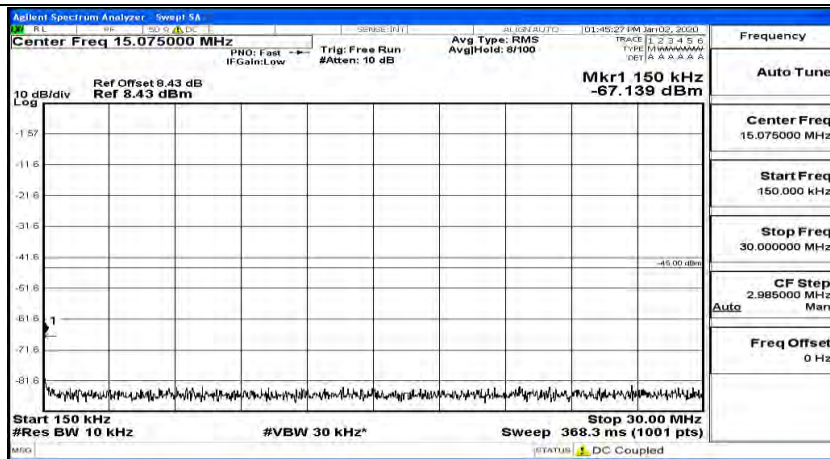 Agilent Spectrum Analyzer - Swept SA
RL RF 50 Ω DC SENSE:INT ALIGN AUTO 01:45:27 PM Jan 02, 2020
Center Freq 15.075000 MHz
PNO: Fast
IFGain:Low
Trig: Free Run
#Atten: 10 dB
Avg Type: RMS
Avg|Hold: 8/100
TRACE 1 2 3 4 5 6
TYPE MWWWWW
DET A A A A A A
Ref Offset 8.43 dB
10 dB/div Ref 8.43 dBm
Log
Mkr1 150 kHz
-67.139 dBm
-1.57
-11.6
-21.6
-31.6
-41.6
-45.00 dBm
-51.6
-61.6
1
-71.6
-81.6
Start 150 kHz Stop 30.00 MHz
#Res BW 10 kHz #VBW 30 kHz* Sweep 368.3 ms (1001 pts)
MSG STATUS DC Coupled
Frequency
Auto Tune
Center Freq
15.075000 MHz
Start Freq
150.000 kHz
Stop Freq
30.000000 MHz
CF Step
2.985000 MHz
Auto Man
Freq Offset
0 Hz